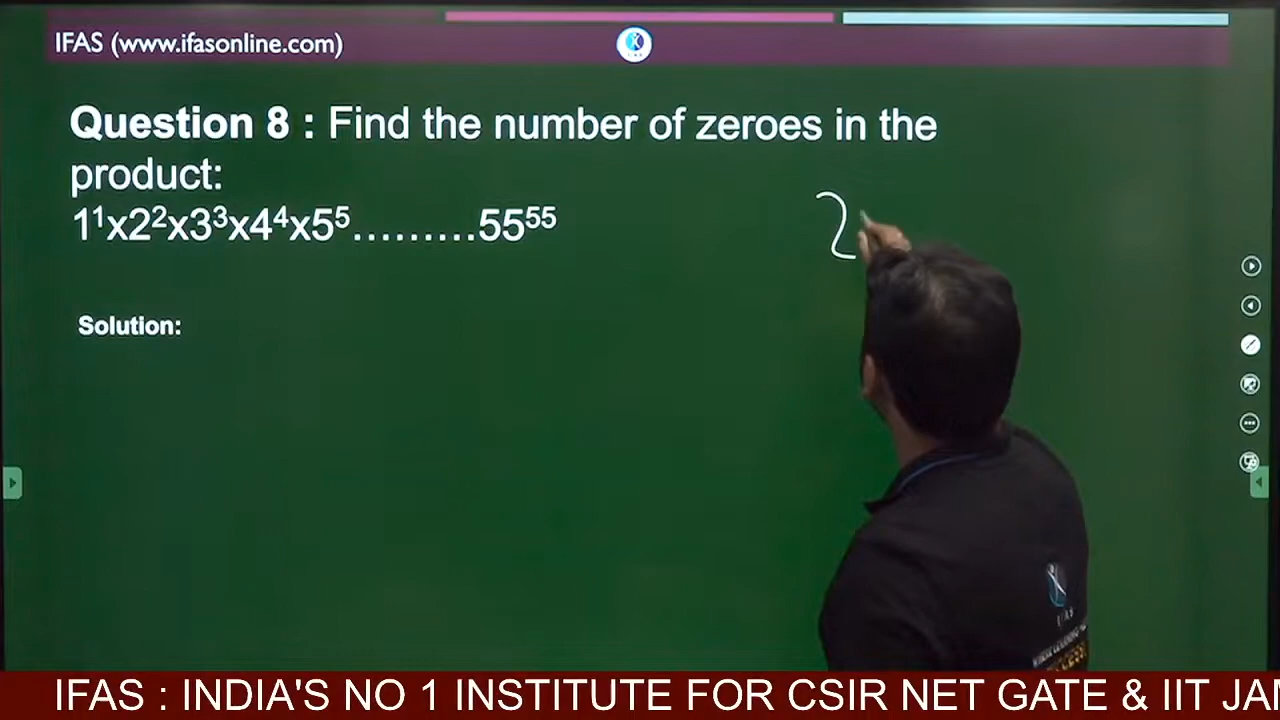 IFAS (www.ifasonline.com)
Question 8 : Find the number of zeroes in the
product:
1¹x2²x3³x4⁴x5⁵.........55⁵⁵
2
Solution:
IFAS
IFAS : INDIA'S NO 1 INSTITUTE FOR CSIR NET GATE & IIT JAM